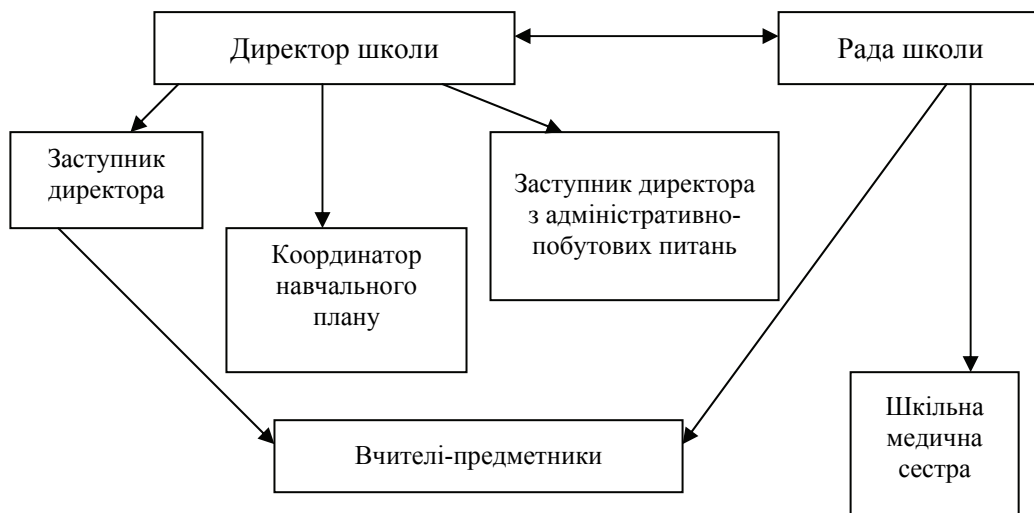 Директор школи
Рада школи
Заступник
директора
Заступник директора
з адміністративно-
побутових питань
Координатор
навчального
плану
Вчителі-предметники
Шкільна
медична
сестра